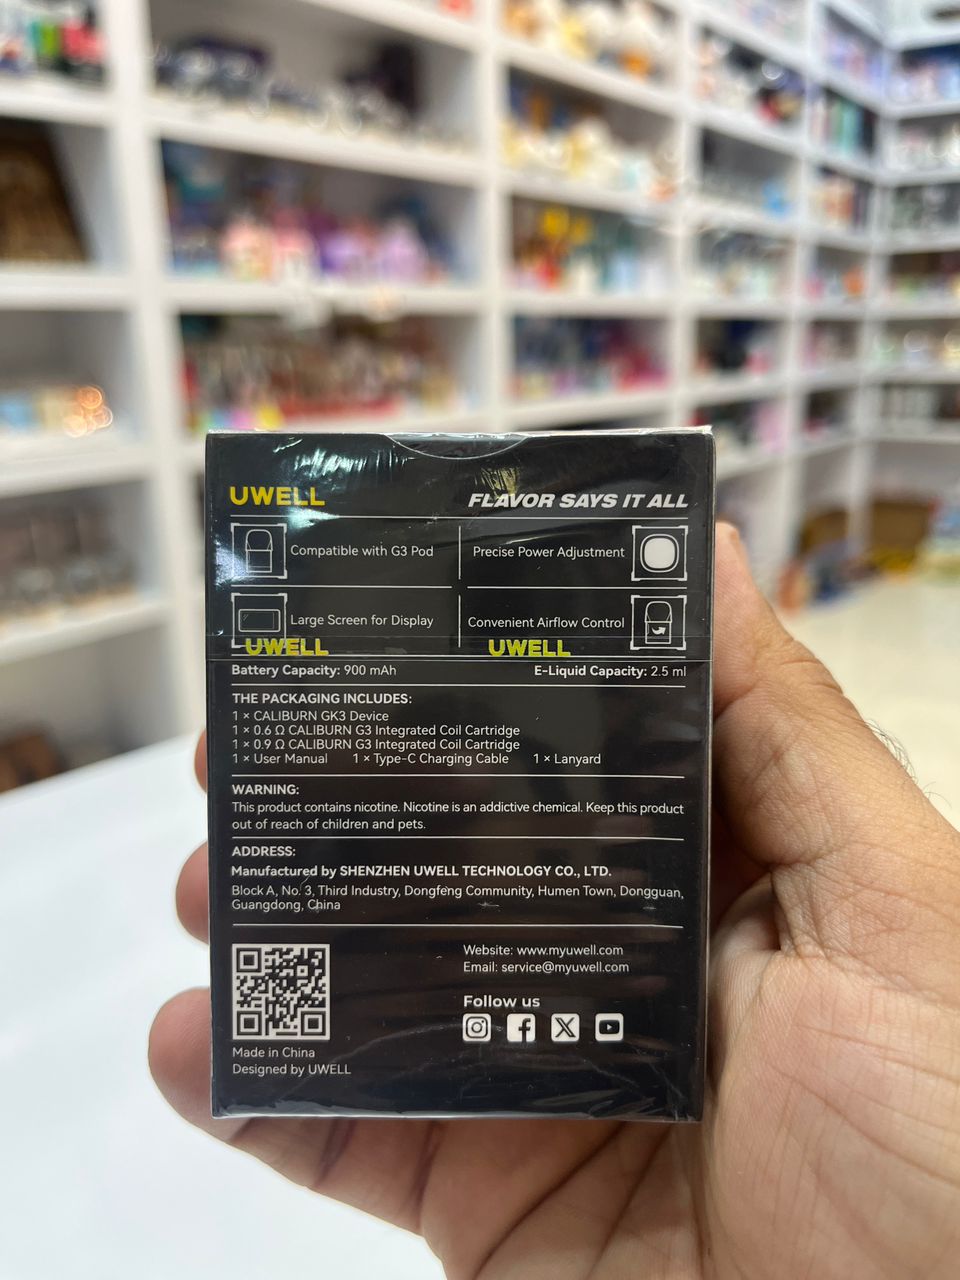 UWELL
FLAVOR SAYS IT ALL
Compatible with G3 Pod
Precise Power Adjustment
Large Screen for Display
Convenient Airflow Control
UWELL UWELL
Battery Capacity: 900 mAh
E-Liquid Capacity: 2.5 ml
THE PACKAGING INCLUDES:
1 × CALIBURN GK3 Device
1 × 0.6 Ω CALIBURN G3 Integrated Coil Cartridge
1 × 0.9 Ω CALIBURN G3 Integrated Coil Cartridge
1 × User Manual 1 × Type-C Charging Cable 1 × Lanyard
WARNING:
This product contains nicotine. Nicotine is an addictive chemical. Keep this product
out of reach of children and pets.
ADDRESS:
Manufactured by SHENZHEN UWELL TECHNOLOGY CO., LTD.
Block A, No. 3, Third Industry, Dongfeng Community, Humen Town, Dongguan,
Guangdong, China
Website: www.myuwell.com
Email: service@myuwell.com
Follow us
Made in China
Designed by UWELL